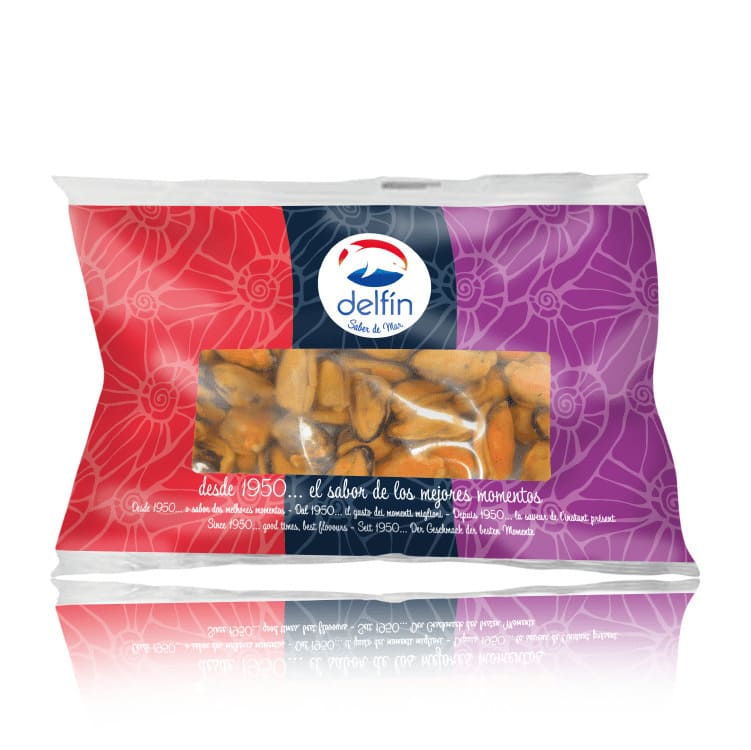 delfín
Sabor de Mar
desde 1950... el sabor de los mejores momentos
Desde 1950... o sabor dos melhores momentos - Dal 1950... il gusto dei momenti miglioni - Depuis 1950... la saveur de l'instant présent
Since 1950... good times, best flavours - Seit 1950... Der Geschmack der besten Momente